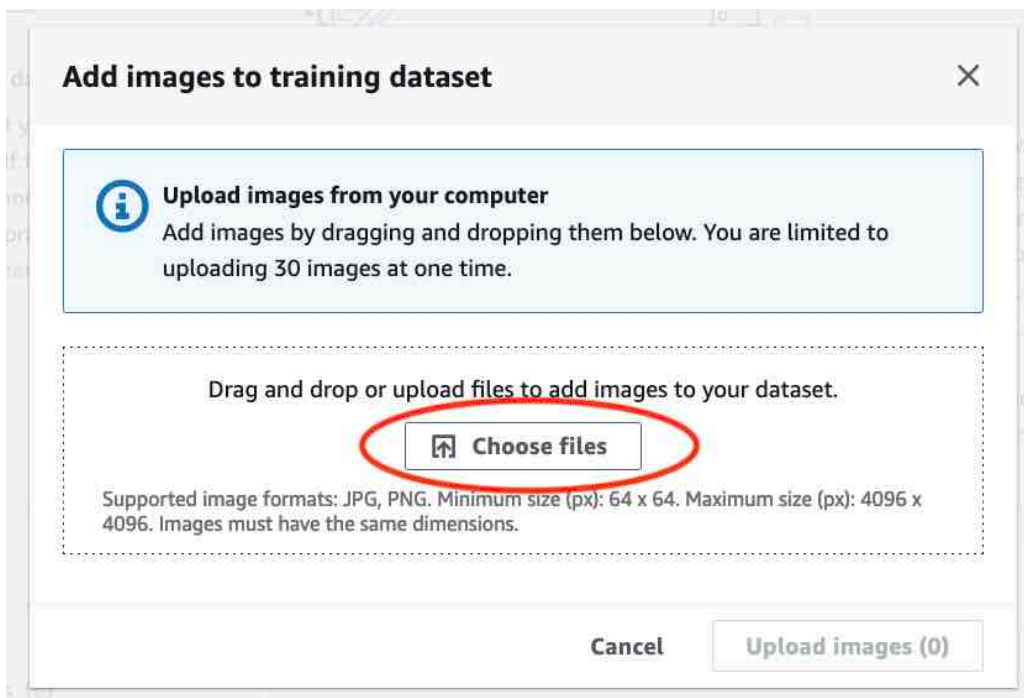 Add images to training dataset
Upload images from your computer
Add images by dragging and dropping them below. You are limited to
uploading 30 images at one time.
Drag and drop or upload files to add images to your dataset.
Choose files
Supported image formats: JPG, PNG. Minimum size (px): 64 x 64. Maximum size (px): 4096 x
4096. Images must have the same dimensions.
Cancel
Upload images (0)